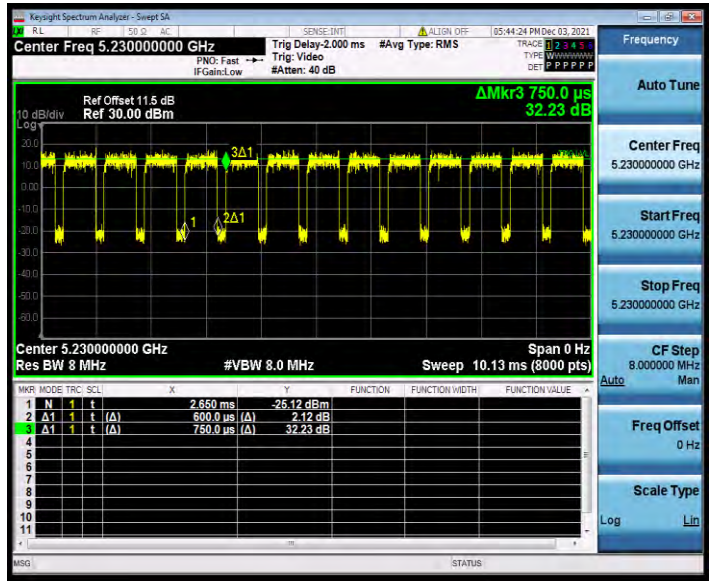 Keysight Spectrum Analyzer - Swept SA
RL RF 50 Ω AC SENSE:INT ALIGN OFF 05:44:24 PM Dec 03, 2021
Center Freq 5.230000000 GHz
PNO: Fast
IFGain:Low
Trig Delay-2.000 ms
Trig: Video
#Atten: 40 dB
#Avg Type: RMS
TRACE 1 2 3 4 5 6
TYPE WWWWWW
DET P P P P P P
Frequency
Auto Tune
Center Freq
5.230000000 GHz
Start Freq
5.230000000 GHz
Stop Freq
5.230000000 GHz
CF Step
8.000000 MHz
Auto Man
Freq Offset
0 Hz
Scale Type
Log Lin
ΔMkr3 750.0 µs
32.23 dB
Ref Offset 11.5 dB
10 dB/div Ref 30.00 dBm
Log
20.0
10.0
0.00
-10.0
-20.0
-30.0
-40.0
-50.0
-60.0
3Δ1
1
2Δ1
Center 5.230000000 GHz Span 0 Hz
Res BW 8 MHz #VBW 8.0 MHz Sweep 10.13 ms (8000 pts)
MKR MODE TRC SCL X Y FUNCTION FUNCTION WIDTH FUNCTION VALUE
1 N 1 t 2.650 ms -25.12 dBm
2 Δ1 1 t (Δ) 600.0 µs (Δ) 2.12 dB
3 Δ1 1 t (Δ) 750.0 µs (Δ) 32.23 dB
4
5
6
7
8
9
10
11
MSG STATUS